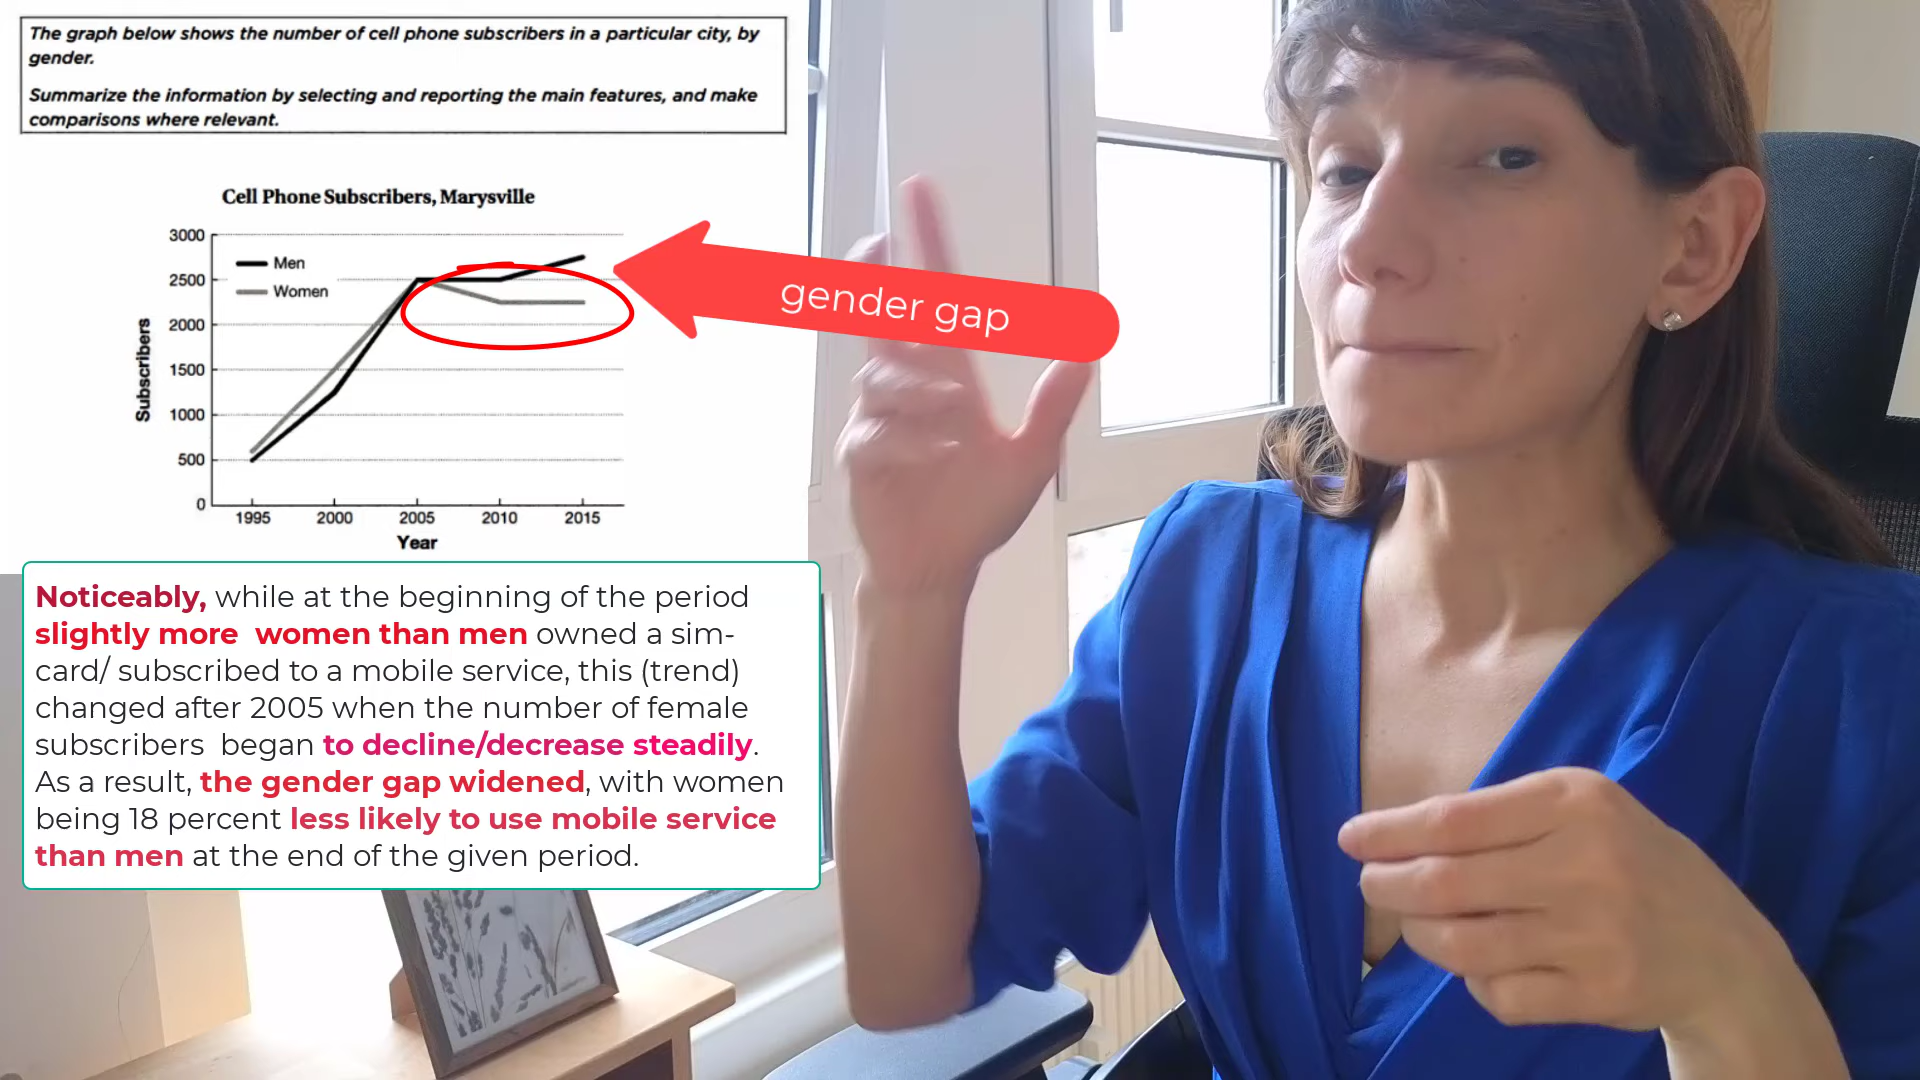 The graph below shows the number of cell phone subscribers in a particular city, by
gender.
Summarize the information by selecting and reporting the main features, and make
comparisons where relevant.
Cell Phone Subscribers, Marysville
3000
2500
2000
1500
1000
500
0
Subscribers
Men
Women
1995 2000 2005 2010 2015
Year
gender gap
Noticeably, while at the beginning of the period
slightly more women than men owned a sim-
card/ subscribed to a mobile service, this (trend)
changed after 2005 when the number of female
subscribers began to decline/decrease steadily.
As a result, the gender gap widened, with women
being 18 percent less likely to use mobile service
than men at the end of the given period.